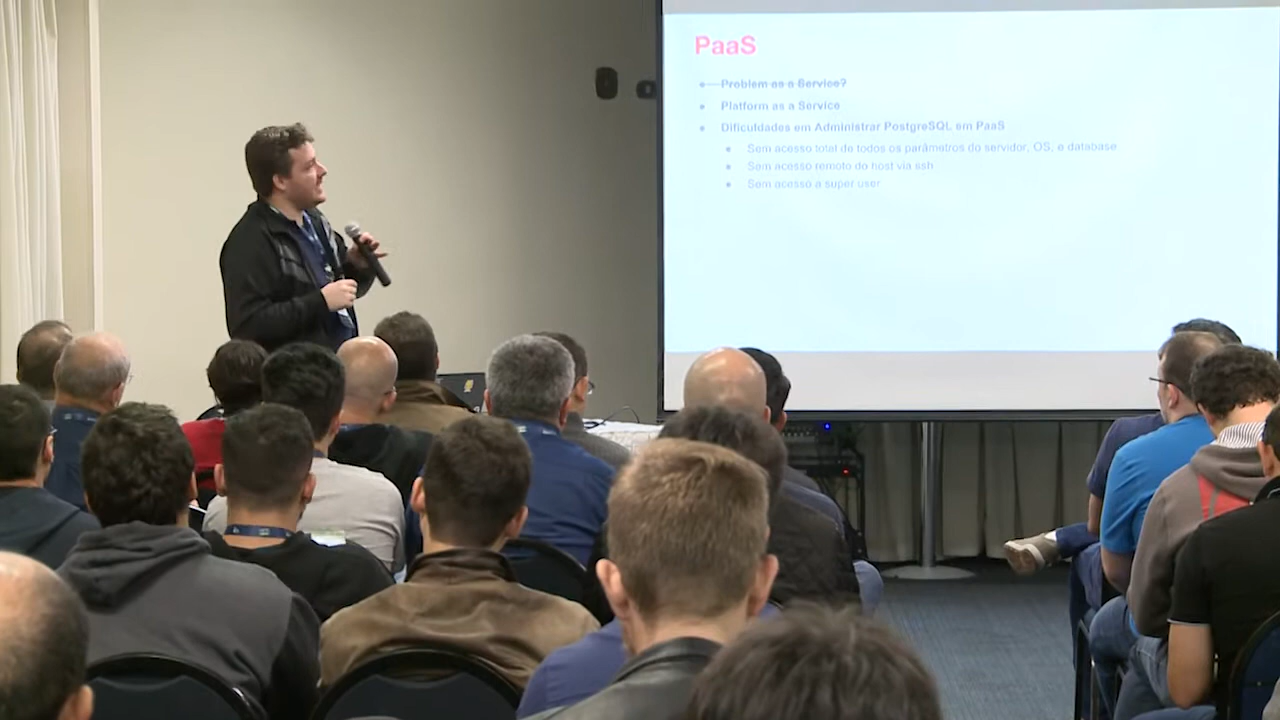 PaaS
Problem as a Service?
Platform as a Service
Dificuldades em Administrar PostgreSQL em PaaS
Sem acesso total de todos os parâmetros do servidor, OS, e database
Sem acesso remoto do host via ssh
Sem acesso a super user